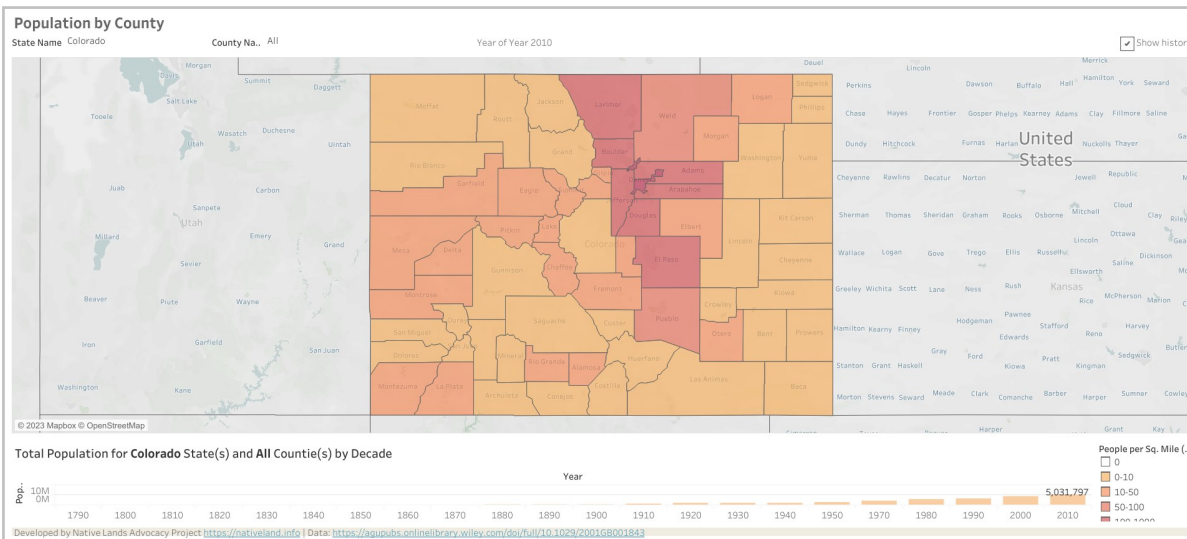 Population by County
State Name Colorado County Na.. All Year of Year 2010 Show histor
Deuel
Merrick
Morgan
Davis
Summit
Daggett
Salt Lake
Tooele
Wasatch
Duchesne
Utah
Uintah
Juab
Carbon
Sanpete
Utah
Millard
Emery
Grand
Sevier
Beaver
Piute
Wayne
Iron
Garfield
San Juan
Washington
Kane
Moffat
Routt
Jackson
Larimer
Weld
Logan
Sedgwick
Phillips
Morgan
Rio Blanco
Grand
Boulder
Washington
Yuma
Garfield
Eagle
Adams
Arapahoe
Douglas
Elbert
Kit Carson
Pitkin
Lake
Lincoln
Colorado
Mesa
Delta
Gunnison
Chaffee
El Paso
Cheyenne
Montrose
Fremont
Kiowa
Crowley
Ouray
Saguache
Custer
Pueblo
San Miguel
Otero
Bent
Prowers
Dolores
San Juan
Mineral
Rio Grande
Alamosa
Huerfano
Montezuma
La Plata
Archuleta
Conejos
Costilla
Las Animas
Baca
Lincoln
Perkins
Dawson
Buffalo
Hall
Hamilton
York
Seward
Chase
Hayes
Frontier
Gosper
Phelps
Kearney
Adams
Clay
Fillmore
Saline
Dundy
Hitchcock
Furnas
Harlan
United
States
Nuckolls
Thayer
Cheyenne
Rawlins
Decatur
Norton
Jewell
Republic
Sherman
Thomas
Sheridan
Graham
Rooks
Osborne
Mitchell
Cloud
Clay
Riley
Ottawa
Lincoln
Wallace
Logan
Gove
Trego
Ellis
Russell
Saline
Dickinson
Ellsworth
Greeley
Wichita
Scott
Lane
Ness
Rush
Kansas
Rice
McPherson
Marion
Pawnee
Hodgeman
Stafford
Hamilton
Kearny
Finney
Edwards
Reno
Harvey
Gray
Ford
Pratt
Sedgwick
Butler
Stanton
Grant
Haskell
Kiowa
Kingman
Morton
Stevens
Seward
Meade
Clark
Comanche
Barber
Harper
Sumner
Cowley
Harper
Grant
Kay
© 2023 Mapbox © OpenStreetMap
Total Population for Colorado State(s) and All Countie(s) by Decade
Year
Pop..
10M
0M
5,031,797
1790 1800 1810 1820 1830 1840 1850 1860 1870 1880 1890 1900 1910 1920 1930 1940 1950 1960 1970 1980 1990 2000 2010
People per Sq. Mile (..
0
0-10
10-50
50-100
100-1000
Developed by Native Lands Advocacy Project https://nativeland.info | Data: https://agupubs.onlinelibrary.wiley.com/doi/full/10.1029/2001GB001843